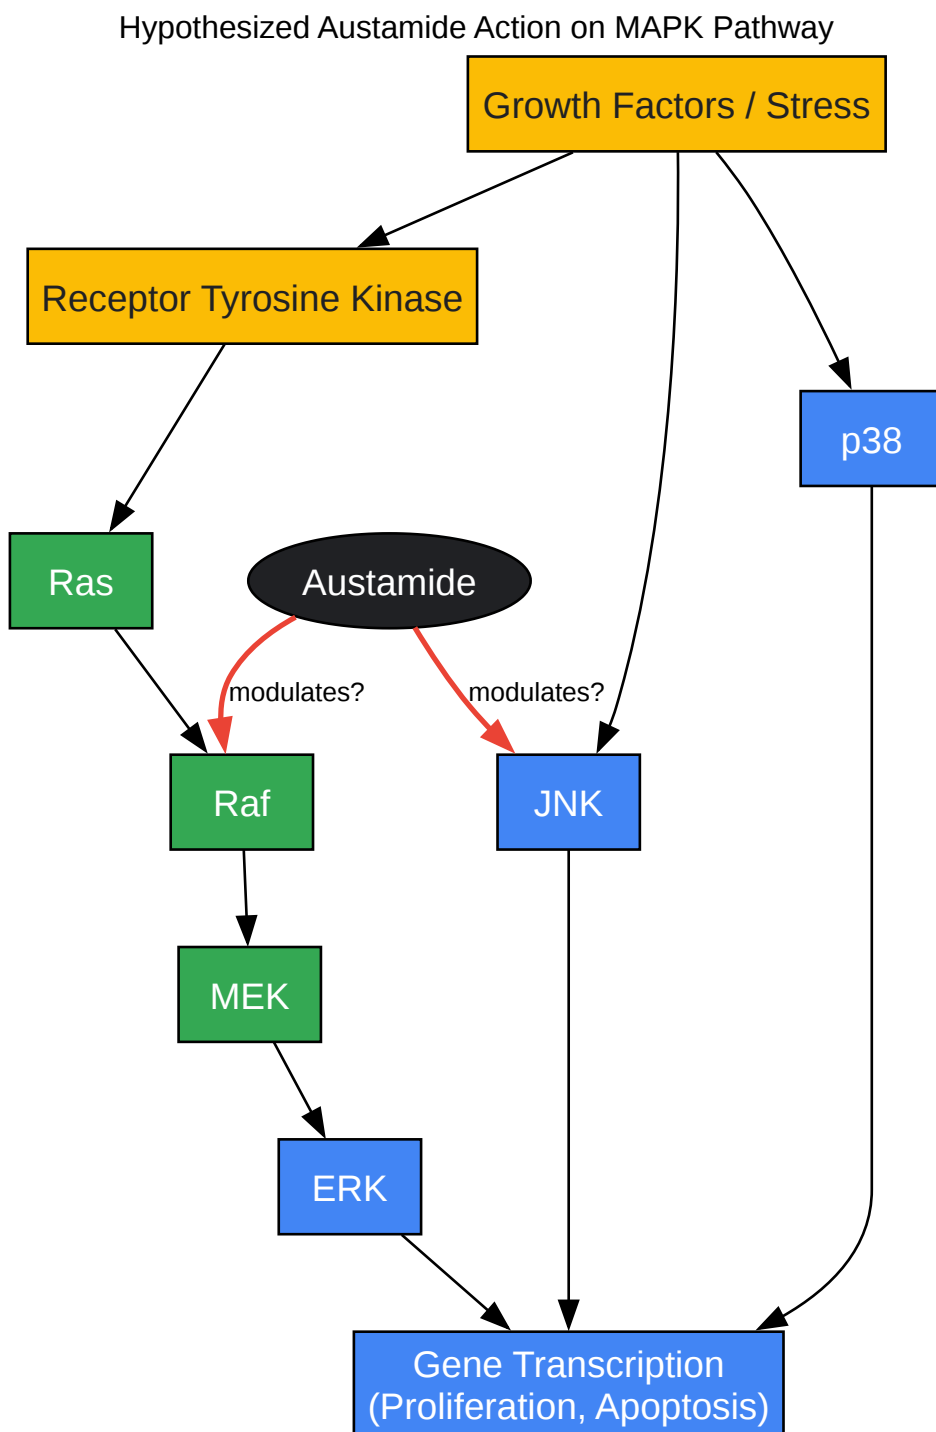 Hypothesized Austamide Action on MAPK Pathway
Growth Factors / Stress
Receptor Tyrosine Kinase
p38
Ras
Austamide
modulates?
modulates?
Raf
JNK
MEK
ERK
Gene Transcription
(Proliferation, Apoptosis)